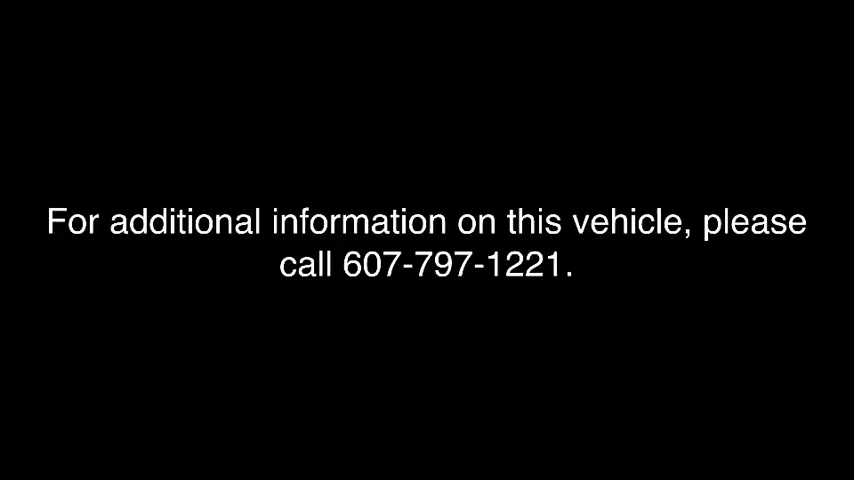 For additional information on this vehicle, please
call 607-797-1221.